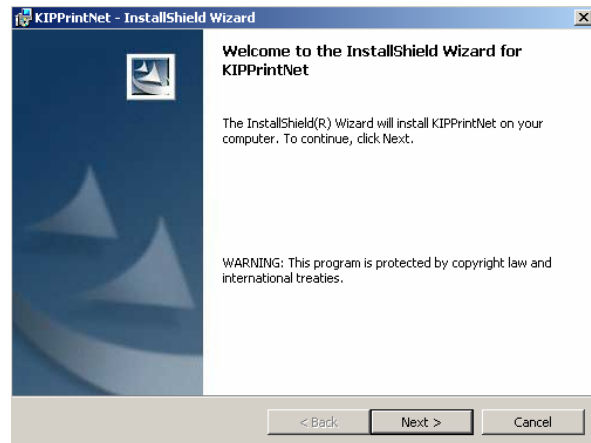 KIPPrintNet - InstallShield Wizard
Welcome to the InstallShield Wizard for
KIPPrintNet
The InstallShield(R) Wizard will install KIPPrintNet on your
computer. To continue, click Next.
WARNING: This program is protected by copyright law and
international treaties.
< Back Next > Cancel